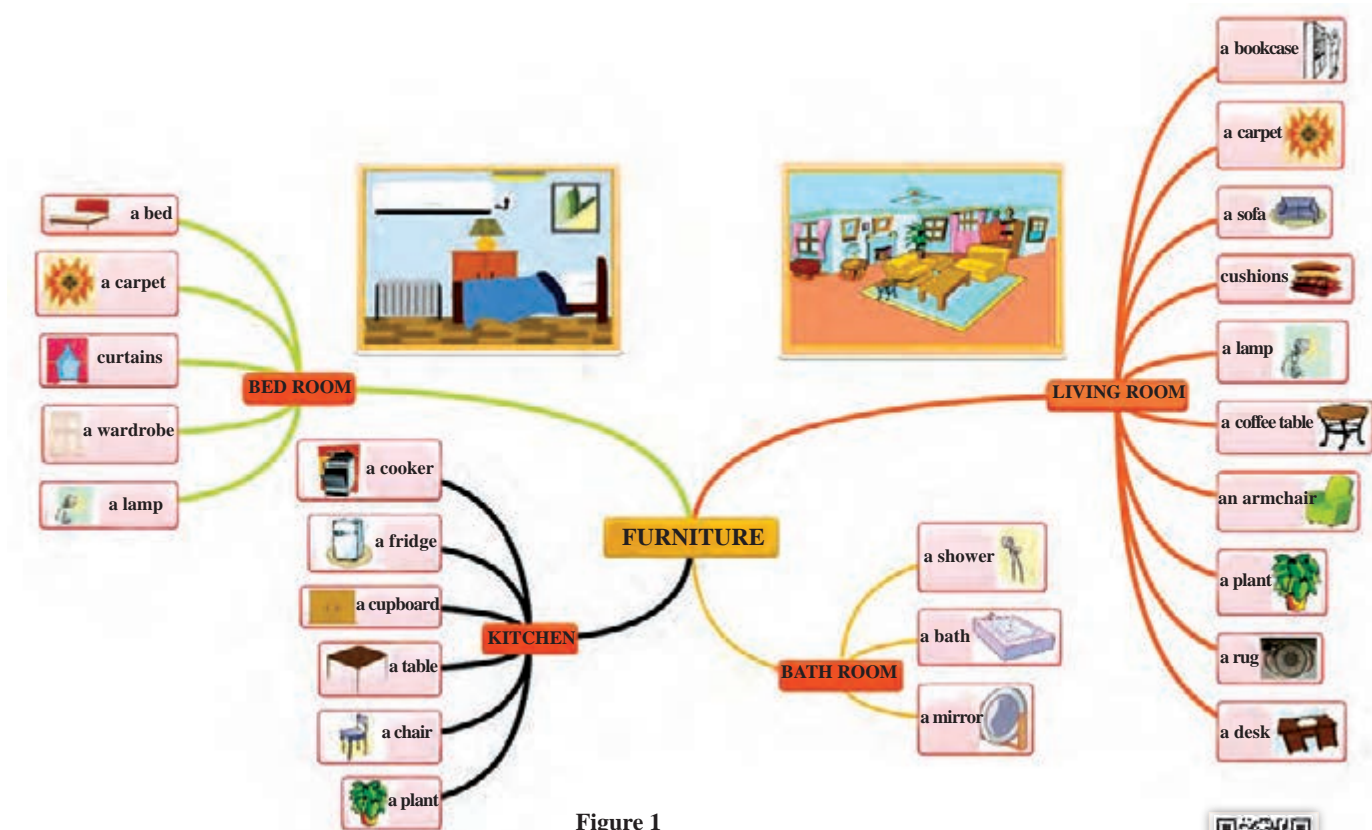 FURNITURE
BED ROOM
a bed
a carpet
curtains
a wardrobe
a lamp
KITCHEN
a cooker
a fridge
a cupboard
a table
a chair
a plant
BATH ROOM
a shower
a bath
a mirror
LIVING ROOM
a bookcase
a carpet
a sofa
cushions
a lamp
a coffee table
an armchair
a plant
a rug
a desk
Figure 1